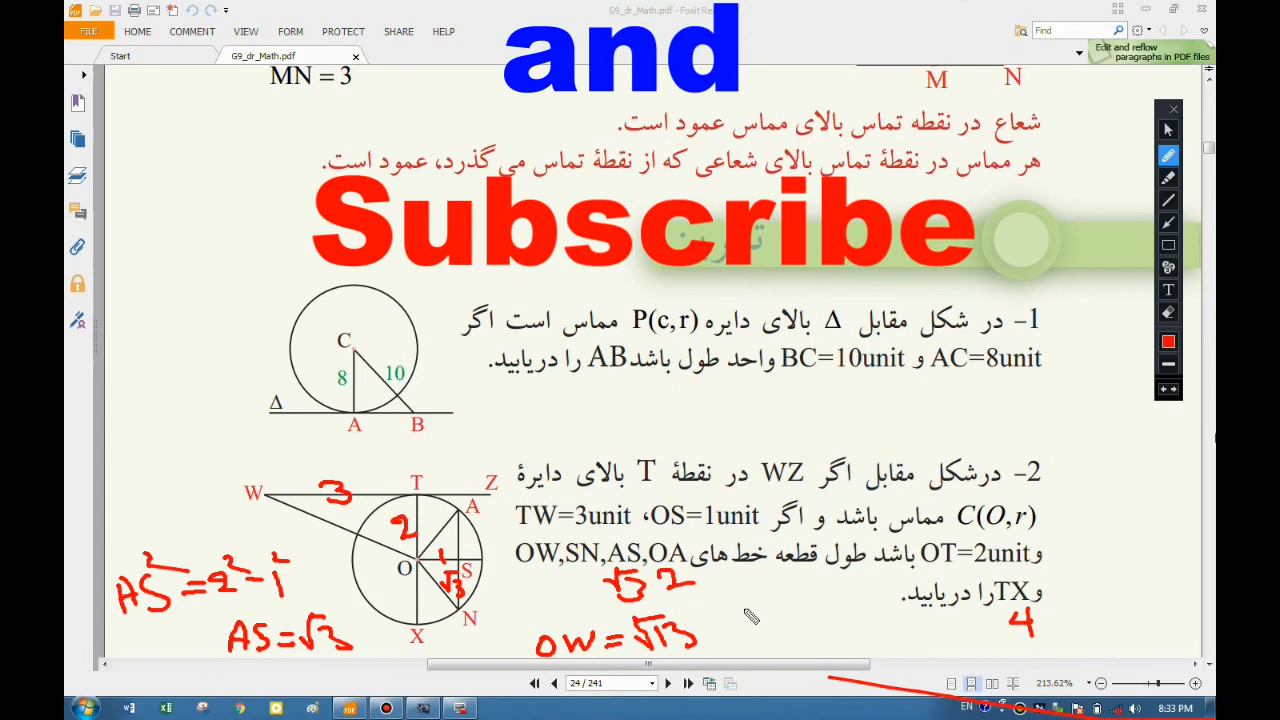 G9_dr_Math.pdf - Foxit Re
FILE HOME COMMENT VIEW FORM PROTECT SHARE HELP
Find
Start G9_dr_Math.pdf
Edit and reflow
paragraphs in PDF files
and
MN = 3
M N
شعاع در نقطه تماس بالای مماس عمود است.
هر مماس در نقطهٔ تماس بالای شعاعی که از نقطهٔ تماس می گذرد، عمود است.
Subscribe
1– در شکل مقابل Δ بالای دایره P(c,r) مماس است اگر
AC=8unit و BC=10unit واحد طول باشد AB را دریابید.
C
8 10
Δ
A B
2– درشکل مقابل اگر WZ در نقطهٔ T بالای دایرهٔ
C(O,r) مماس باشد و اگر TW=3unit ،OS=1unit
و OT=2unit باشد طول قطعه خط های OW,SN,AS,OA
و TX را دریابید.
W 3 T Z
A
2
1
O S
√3
N
X
AS² = 2² - 1²
AS = √3
√3 2
OW = √13
4
24 / 241
213.62%
EN
8:33 PM